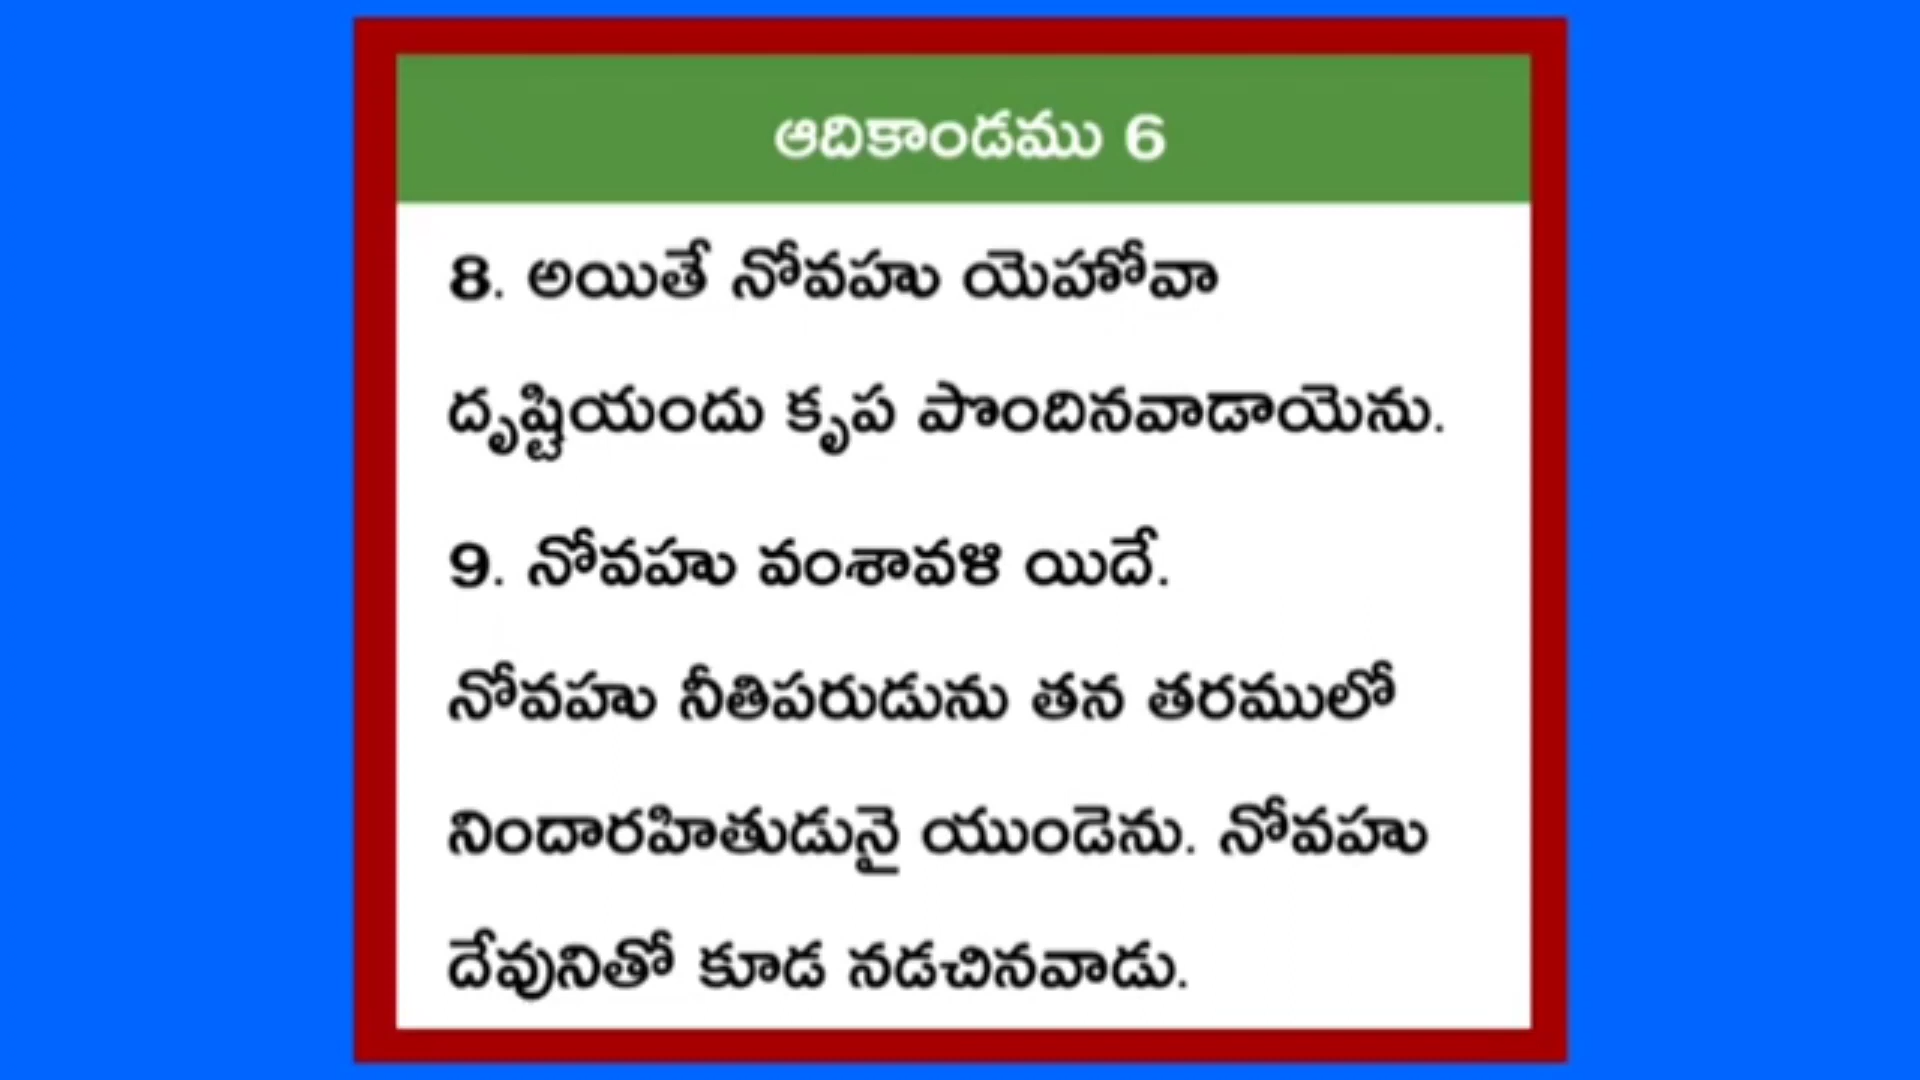 ఆదికాండము 6
8. అయితే నోవహు యెహోవా
దృష్టియందు కృప పొందినవాడాయెను.
9. నోవహు వంశావళి యిదే.
నోవహు నీతిపరుడును తన తరములో
నిందారహితుడునై యుండెను. నోవహు
దేవునితో కూడ నడచినవాడు.